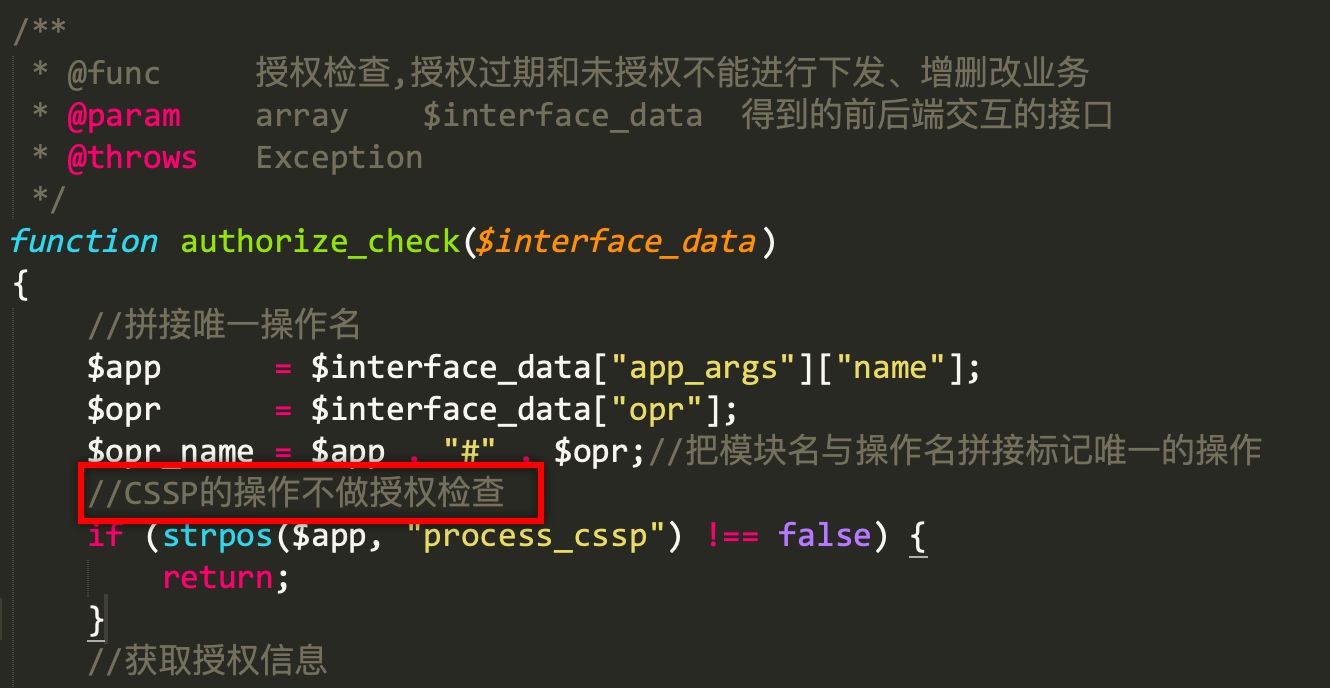 /**
 * @func     授权检查,授权过期和未授权不能进行下发、增删改业务
 * @param    array    $interface_data  得到的前后端交互的接口
 * @throws   Exception
 */
function authorize_check($interface_data)
{
    //拼接唯一操作名
    $app      = $interface_data["app_args"]["name"];
    $opr      = $interface_data["opr"];
    $opr_name = $app . "#" . $opr;//把模块名与操作名拼接标记唯一的操作
    //CSSP的操作不做授权检查
    if (strpos($app, "process_cssp") !== false) {
        return;
    }
    //获取授权信息